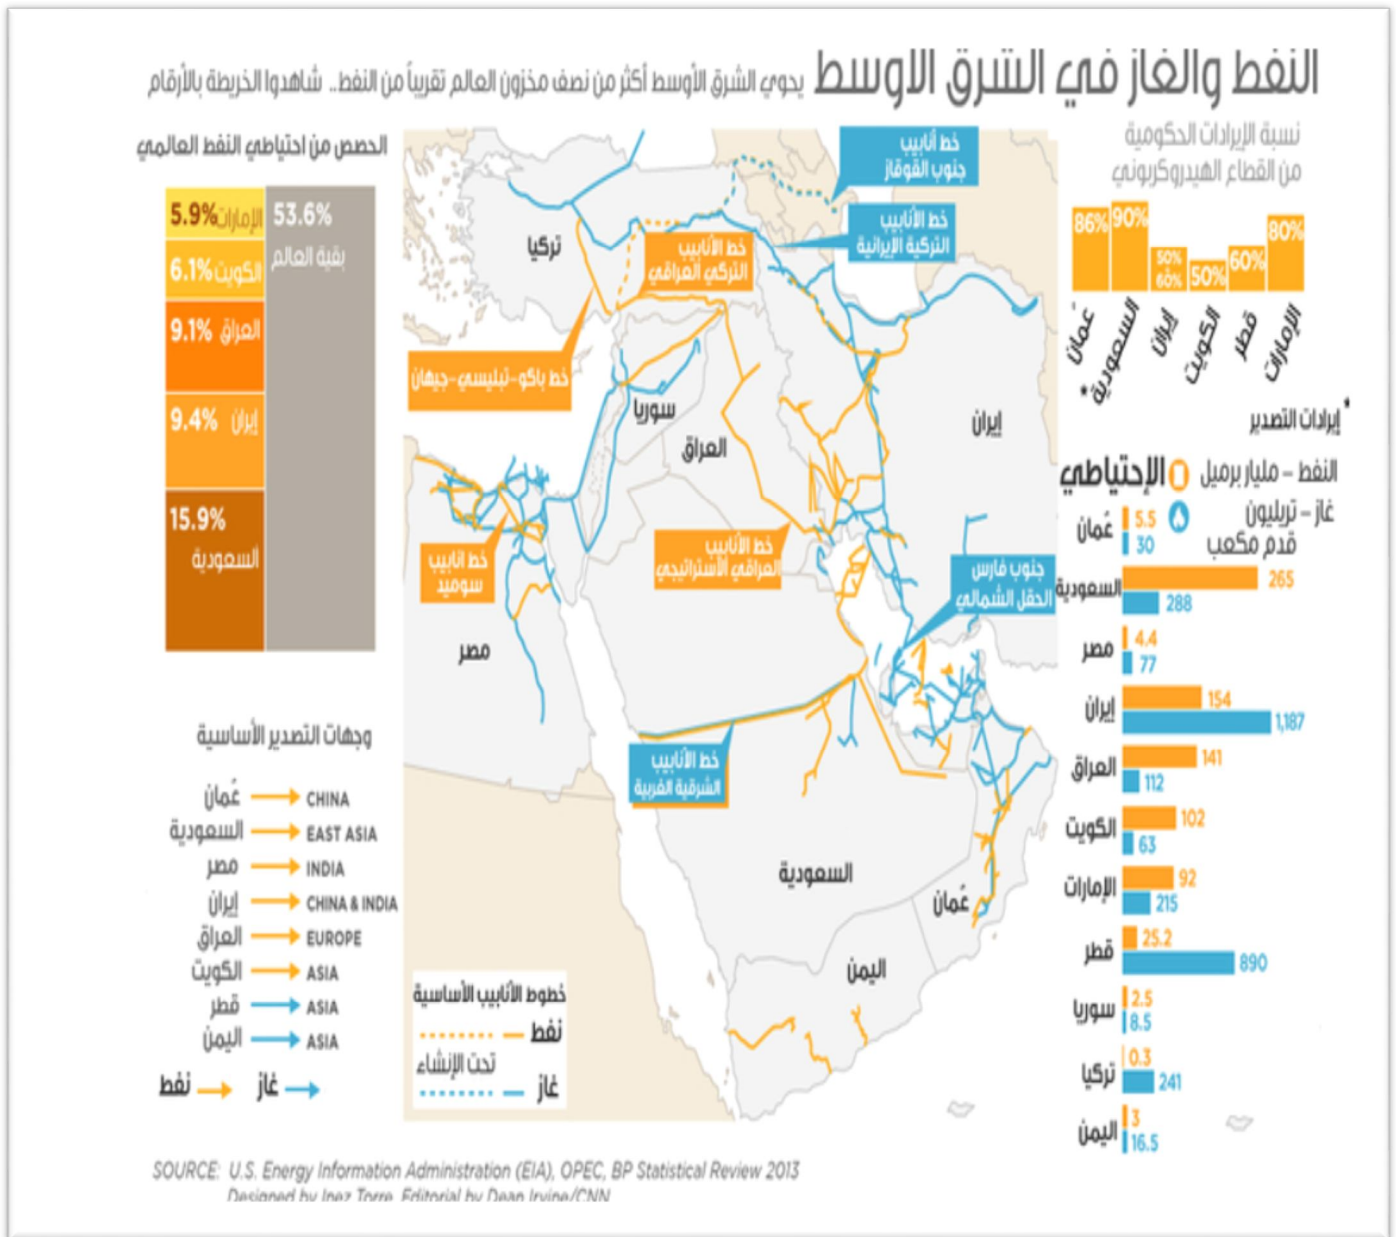 النفط والغاز في الشرق الاوسط
يحوي الشرق الأوسط أكثر من نصف مخزون العالم تقريباً من النفط.. شاهدوا الخريطة بالأرقام
نسبة الإيرادات الحكومية
من القطاع الهيدروكربوني
86%
90%
50%
60%
50%
60%
80%
عُمان
السعودية
*
إيران
الكويت
قطر
الإمارات
* إيرادات التصدير
الإحتياطي
النفط – مليار برميل
غاز – تريليون
قدم مكعب
عُمان
5.5
30
السعودية
265
288
مصر
4.4
77
إيران
154
1,187
العراق
141
112
الكويت
102
63
الإمارات
92
215
قطر
25.2
890
سوريا
2.5
8.5
تركيا
0.3
241
اليمن
3
16.5
خط أنابيب
جنوب القوقاز
خط الأنابيب
التركية الإيرانية
خط الأنابيب
التركي العراقي
خط باكو-تبليسي-جيهان
خط انابيب
سوميد
خط الأنابيب
العراقي الأستراتيجي
جنوب فارس
الحقل الشمالي
خط الأنابيب
الشرقية الغربية
تركيا
سوريا
العراق
إيران
مصر
السعودية
عُمان
اليمن
خطوط الأنابيب الأساسية
نفط
تحت الإنشاء
غاز
الحصص من احتياطي النفط العالمي
5.9% الإمارات
6.1% الكويت
9.1% العراق
9.4% إيران
15.9%
السعودية
53.6%
بقية العالم
وجهات التصدير الأساسية
عُمان CHINA
السعودية EAST ASIA
مصر INDIA
إيران CHINA & INDIA
العراق EUROPE
الكويت ASIA
قطر ASIA
اليمن ASIA
غاز
نفط
SOURCE: U.S. Energy Information Administration (EIA), OPEC, BP Statistical Review 2013
Designed by Inez Torre, Editorial by Dean Irvine/CNN